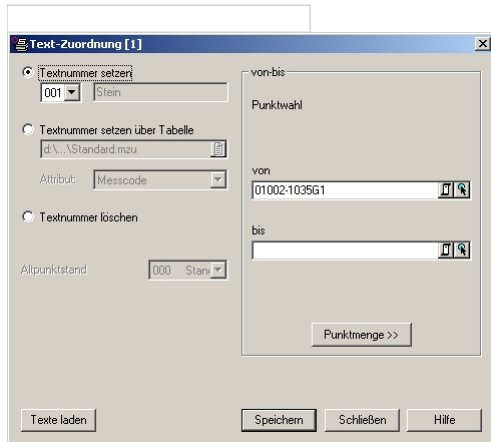 Text-Zuordnung [1]
Textnummer setzen
001 Stein
Textnummer setzen über Tabelle
d:\...\Standard.mzu
Attribut: Messcode
Textnummer löschen
Altpunktstand 000 Stan
von-bis
Punktwahl
von
01002-1035G1
bis
Punktmenge >>
Texte laden
Speichern
Schließen
Hilfe